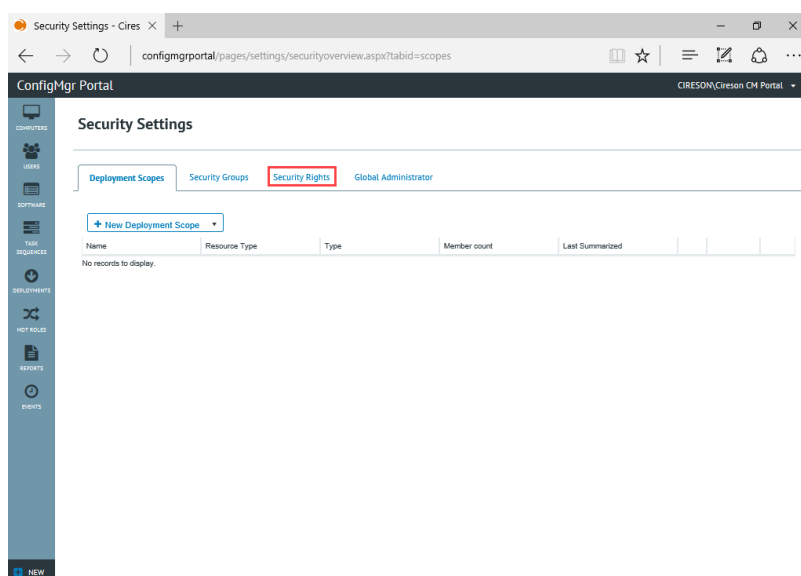 Security Settings - Cires
configmgrportal/pages/settings/securityoverview.aspx?tabid=scopes
ConfigMgr Portal
CIRESON\Cireson CM Portal
COMPUTERS
USERS
SOFTWARE
TASK
SEQUENCES
DEPLOYMENTS
MDT ROLES
REPORTS
EVENTS
NEW
Security Settings
Deployment Scopes Security Groups Security Rights Global Administrator
+ New Deployment Scope
Name Resource Type Type Member count Last Summarized
No records to display.